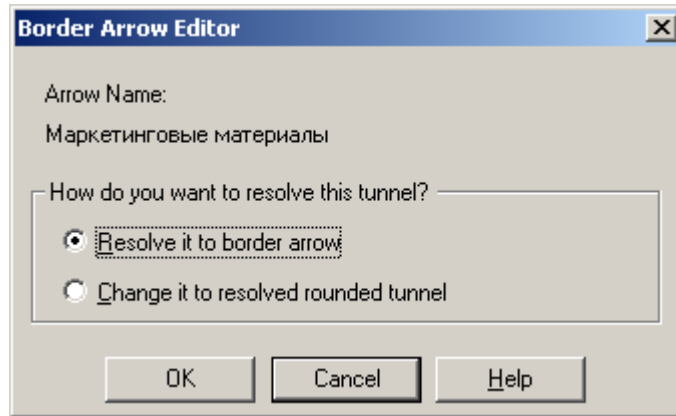 Border Arrow Editor
Arrow Name:
Маркетинговые материалы
How do you want to resolve this tunnel?
Resolve it to border arrow
Change it to resolved rounded tunnel
OK Cancel Help